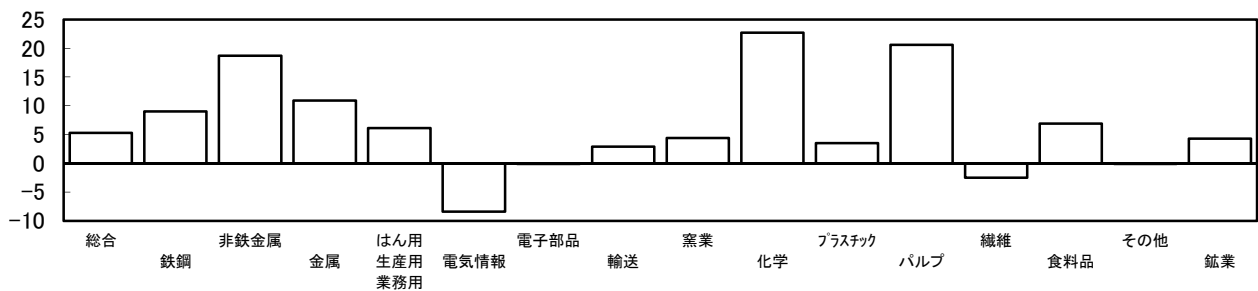 25
20
15
10
5
0
-5
-10
総合
鉄鋼
非鉄金属
金属
はん用
生産用
業務用
電気情報
電子部品
輸送
窯業
化学
プラスチック
パルプ
繊維
食料品
その他
鉱業